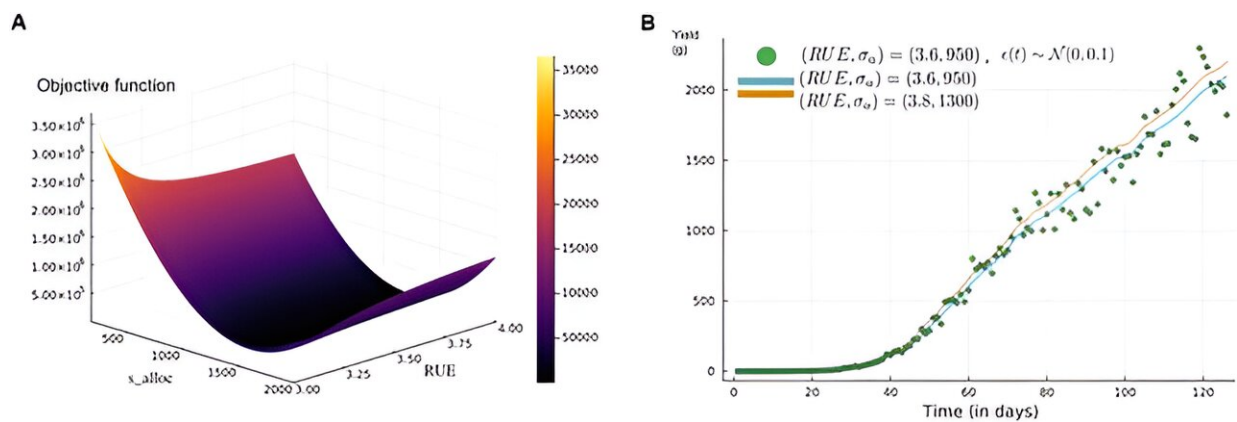 A
Objective function
3.50×10⁶
3.00×10⁶
2.50×10⁶
2.00×10⁶
1.50×10⁶
1.00×10⁶
5.00×10⁵
500
1000
1500
2000
s_alloc
3.00
3.25
3.50
3.75
4.00
RUE
35000
30000
25000
20000
15000
10000
50000
B
Yield
(g)
(RUE, σₐ) = (3.6, 950) , ϵ(t) ∼ N(0, 0.1)
(RUE, σₐ) = (3.6, 950)
(RUE, σₐ) = (3.8, 1300)
2000
1500
1000
500
0
0 20 40 60 80 100 120
Time (in days)